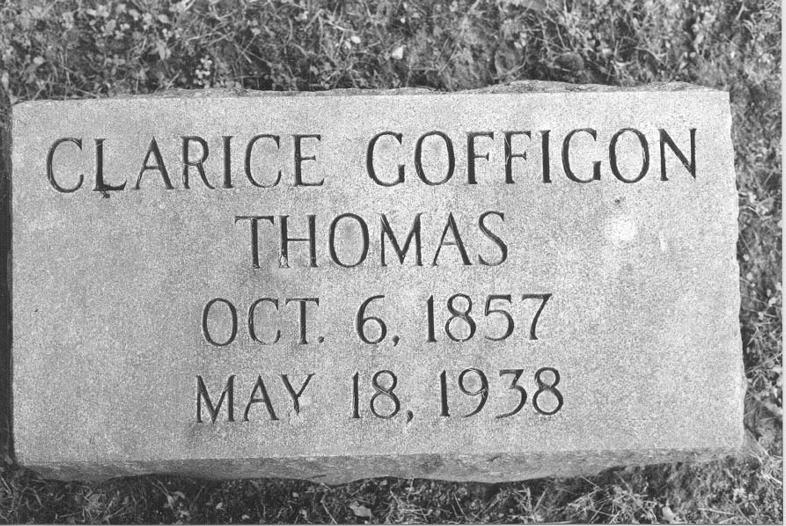 CLARICE GOFFIGON
THOMAS
OCT. 6, 1857
MAY 18, 1938